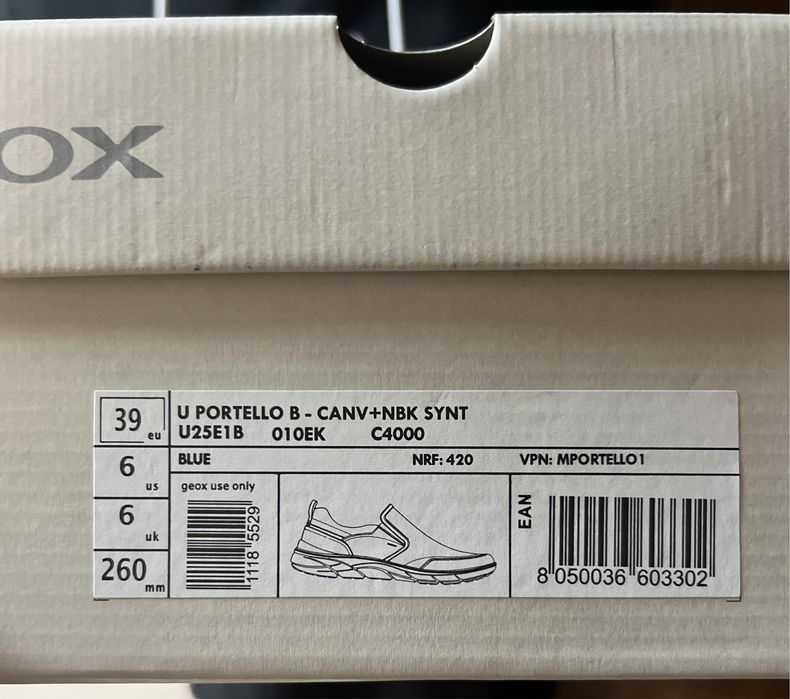 OX
39 eu
U PORTELLO B - CANV+NBK SYNT
U25E1B 010EK C4000
6 us
BLUE NRF: 420 VPN: MPORTELLO1
6 uk
geox use only
1118 5529
EAN
8 050036 603302
260 mm